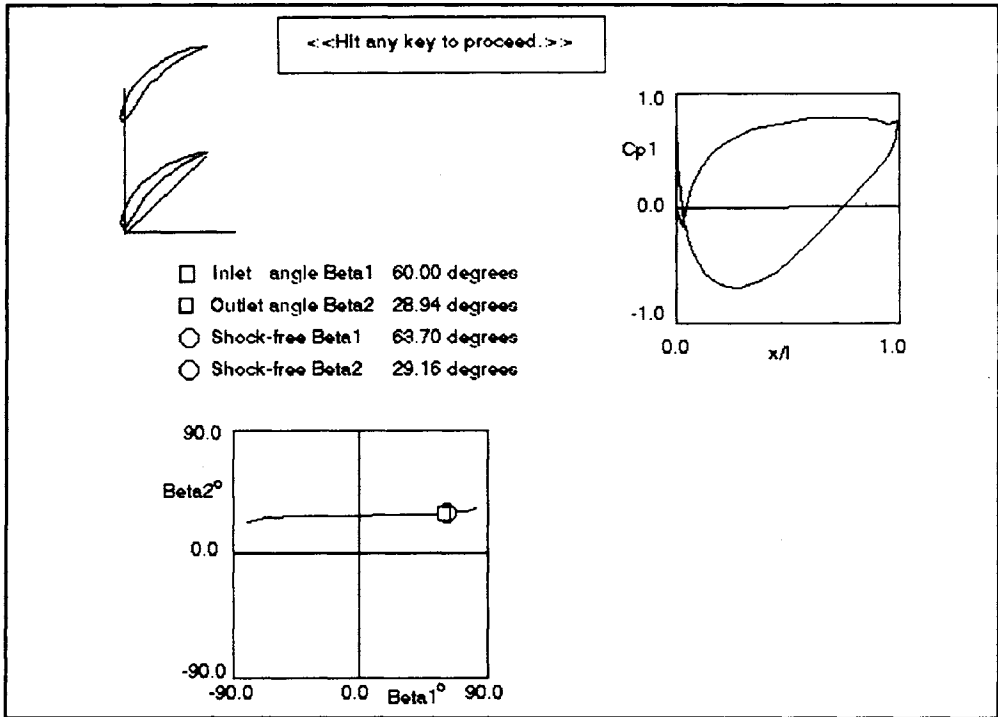 <<Hit any key to proceed.>>
1.0
Cp1
0.0
-1.0
0.0
x/l
1.0
Inlet angle Beta1 60.00 degrees
Outlet angle Beta2 28.94 degrees
Shock-free Beta1 63.70 degrees
Shock-free Beta2 29.16 degrees
90.0
Beta2°
0.0
-90.0
-90.0 0.0 Beta1° 90.0